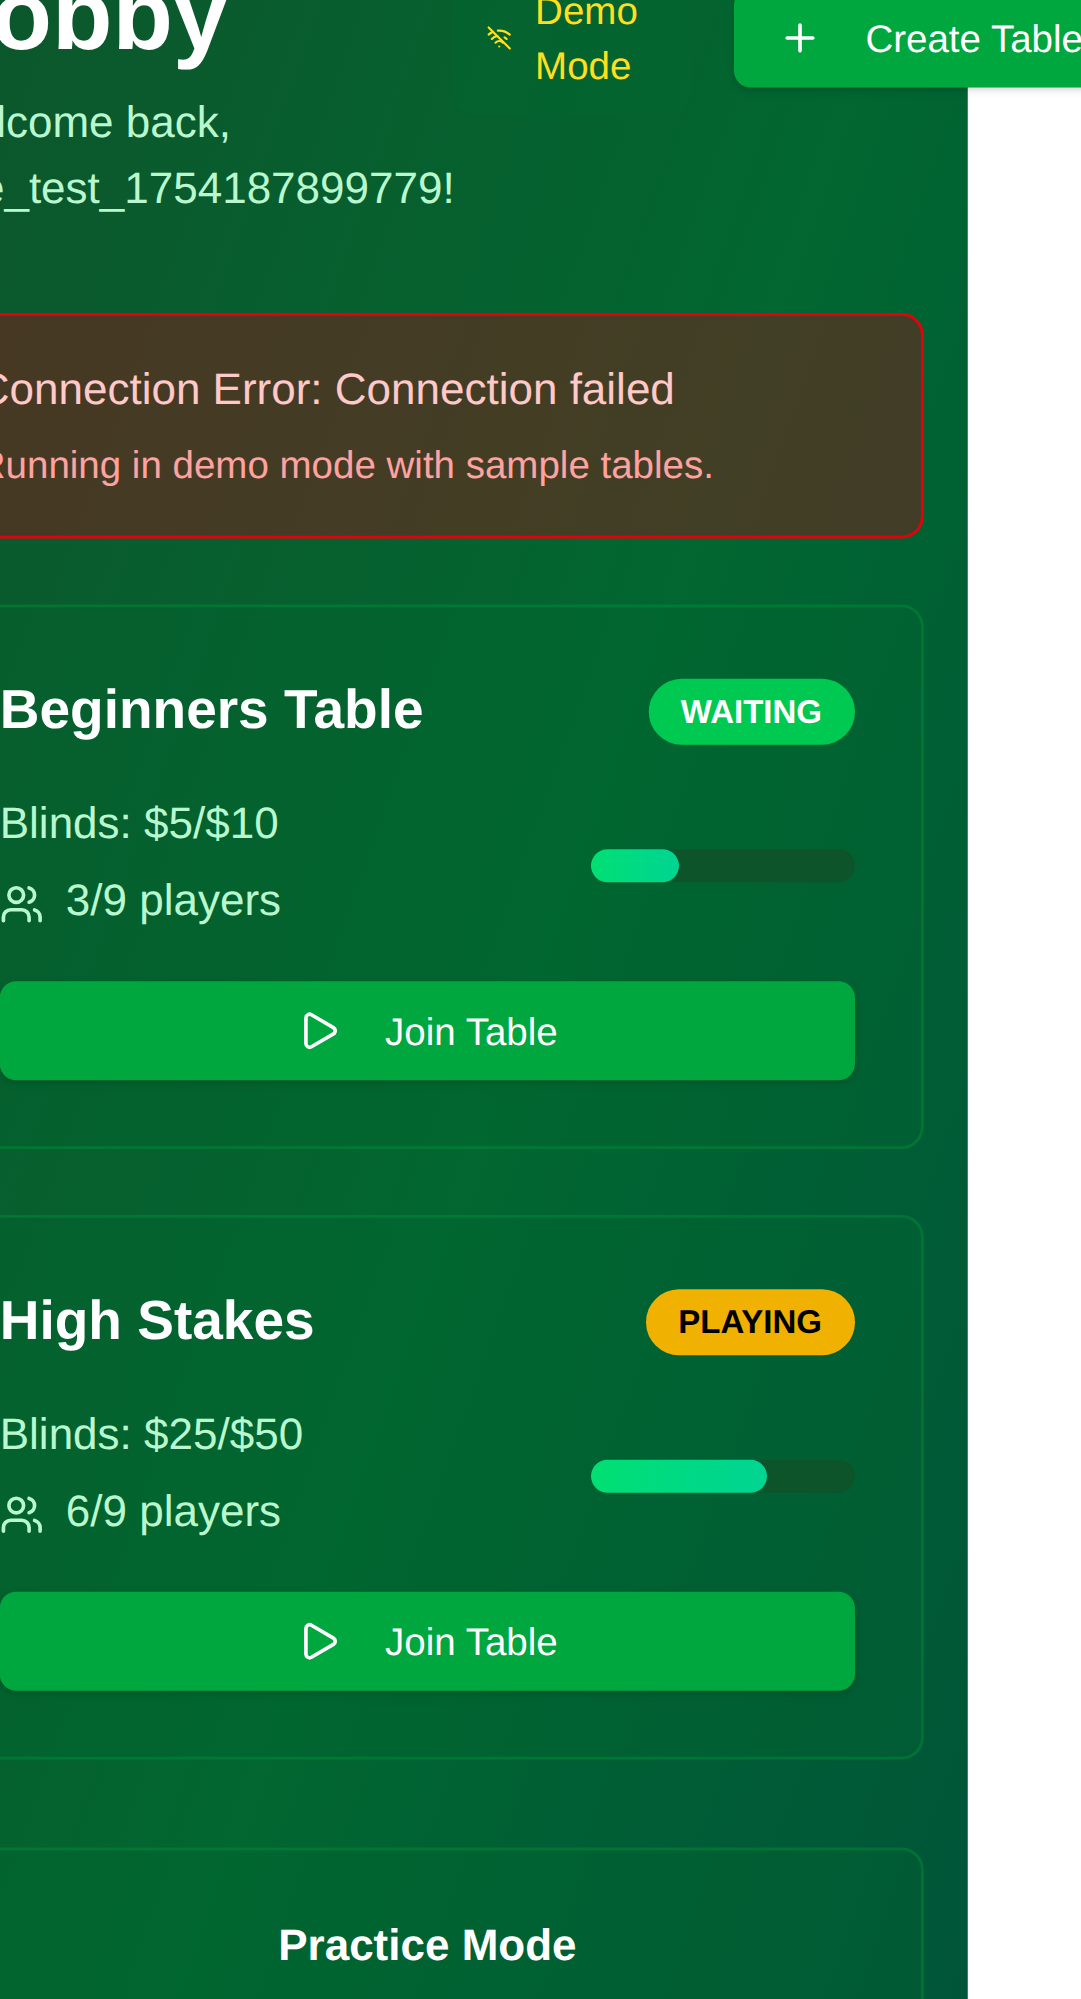 obby
Demo
Mode
Create Table
lcome back,
e_test_1754187899779!
Connection Error: Connection failed
Running in demo mode with sample tables.
Beginners Table
WAITING
Blinds: $5/$10
3/9 players
Join Table
High Stakes
PLAYING
Blinds: $25/$50
6/9 players
Join Table
Practice Mode